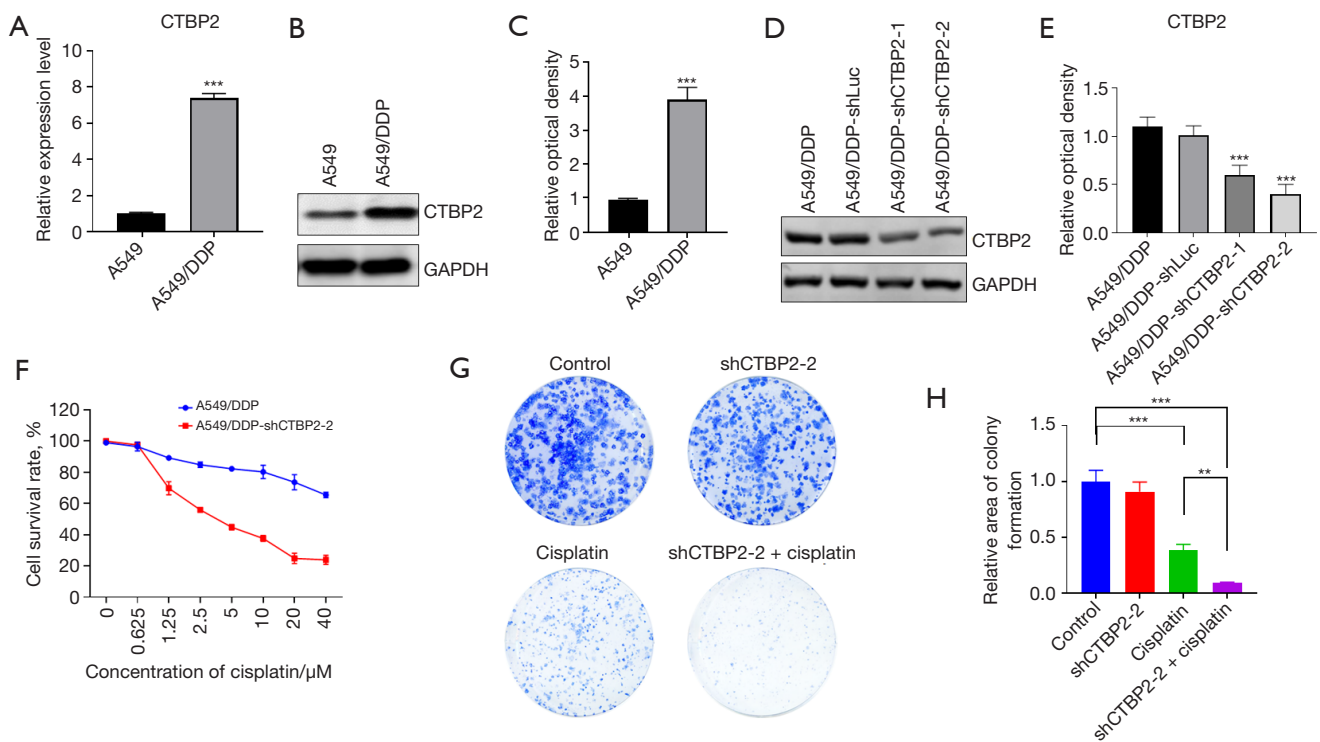 A
CTBP2
Relative expression level
10
8
6
4
2
0
***
A549
A549/DDP
B
A549
A549/DDP
CTBP2
GAPDH
C
Relative optical density
6
5
4
3
2
1
0
***
A549
A549/DDP
D
A549/DDP
A549/DDP-shLuc
A549/DDP-shCTBP2-1
A549/DDP-shCTBP2-2
CTBP2
GAPDH
E
CTBP2
Relative optical density
1.5
1.0
0.5
0.0
***
***
A549/DDP
A549/DDP-shLuc
A549/DDP-shCTBP2-1
A549/DDP-shCTBP2-2
F
Cell survival rate, %
120
100
80
60
40
20
0
A549/DDP
A549/DDP-shCTBP2-2
0
0.625
1.25
2.5
5
10
20
40
Concentration of cisplatin/μM
G
Control
shCTBP2-2
Cisplatin
shCTBP2-2 + cisplatin
H
Relative area of colony
formation
1.5
1.0
0.5
0.0
***
***
**
Control
shCTBP2-2
Cisplatin
shCTBP2-2 + cisplatin